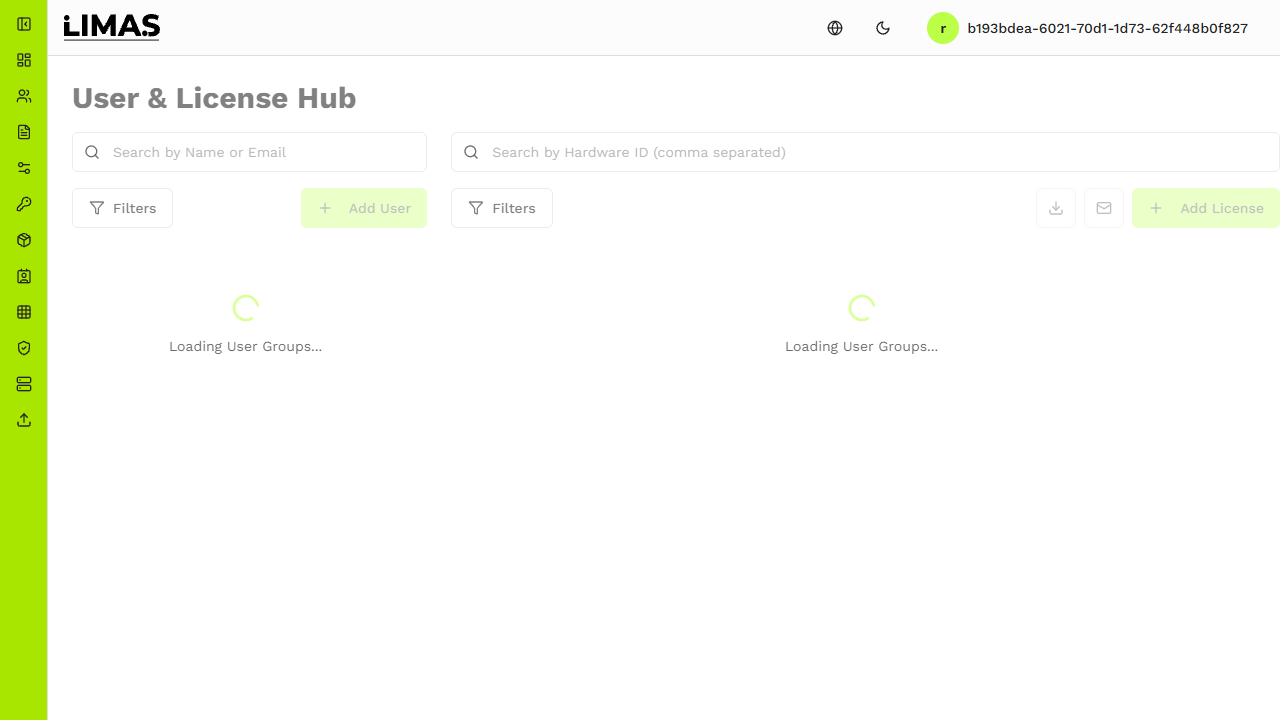 LIMAS
r
b193bdea-6021-70d1-1d73-62f448b0f827
User & License Hub
Search by Name or Email
Search by Hardware ID (comma separated)
Filters
Add User
Filters
Add License
Loading User Groups...
Loading User Groups...